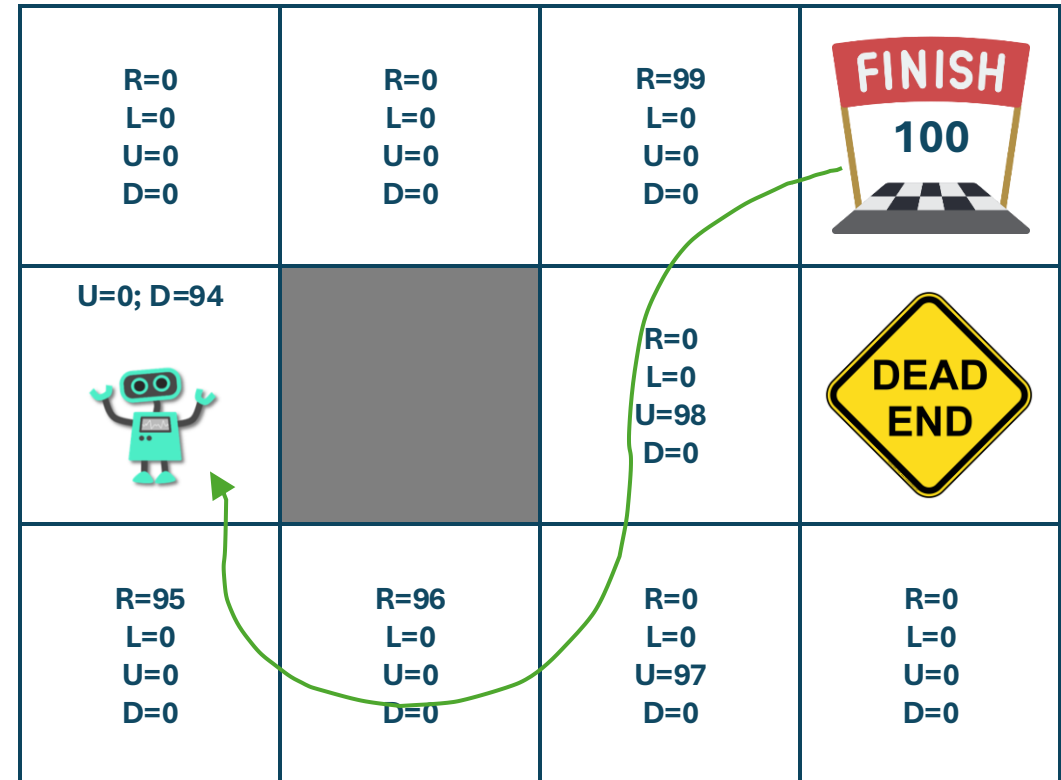 R=0
L=0
U=0
D=0
R=0
L=0
U=0
D=0
R=99
L=0
U=0
D=0
FINISH
100
U=0; D=94
R=0
L=0
U=98
D=0
DEAD
END
R=95
L=0
U=0
D=0
R=96
L=0
U=0
D=0
R=0
L=0
U=97
D=0
R=0
L=0
U=0
D=0